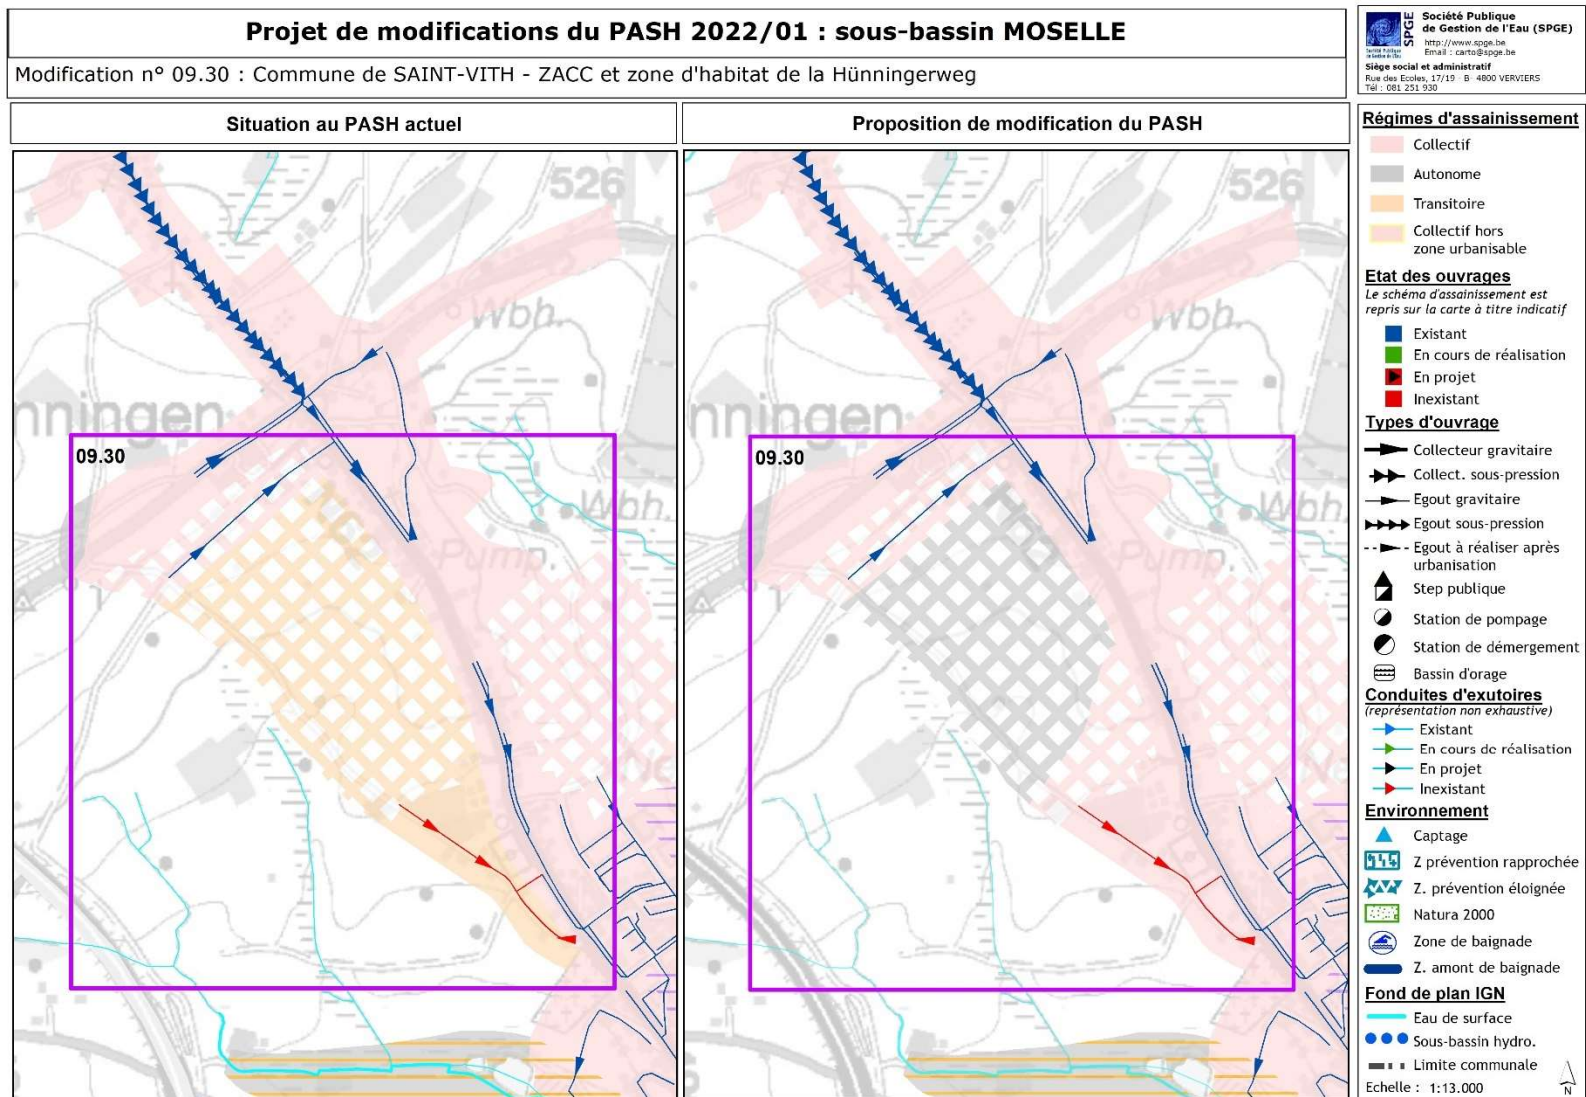 Projet de modifications du PASH 2022/01 : sous-bassin MOSELLE
Modification n° 09.30 : Commune de SAINT-VITH - ZACC et zone d'habitat de la Hünningerweg
SPGE
Société Publique
de Gestion de l'Eau (SPGE)
http://www.spge.be
Email : carto@spge.be
Siège social et administratif
Rue des Ecoles, 17/19 - B- 4800 VERVIERS
Tél : 081 251 930
Situation au PASH actuel
526
Wbh.
nningen
09.30
Wbh.
Pump.
Proposition de modification du PASH
526
Wbh.
nningen
09.30
Wbh.
Pump.
Régimes d'assainissement
Collectif
Autonome
Transitoire
Collectif hors
zone urbanisable
Etat des ouvrages
Le schéma d'assainissement est
repris sur la carte à titre indicatif
Existant
En cours de réalisation
En projet
Inexistant
Types d'ouvrage
Collecteur gravitaire
Collect. sous-pression
Egout gravitaire
Egout sous-pression
Egout à réaliser après
urbanisation
Step publique
Station de pompage
Station de démergement
Bassin d'orage
Conduites d'exutoires
(représentation non exhaustive)
Existant
En cours de réalisation
En projet
Inexistant
Environnement
Captage
Z prévention rapprochée
Z. prévention éloignée
Natura 2000
Zone de baignade
Z. amont de baignade
Fond de plan IGN
Eau de surface
Sous-bassin hydro.
Limite communale
Echelle : 1:13.000
N